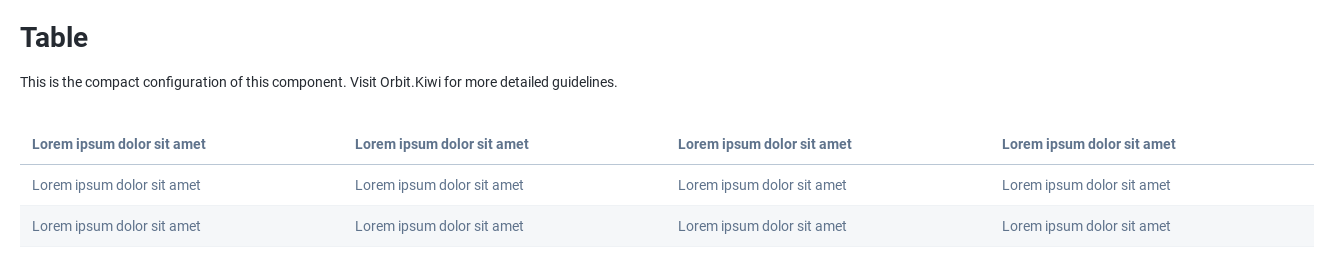 Table
This is the compact configuration of this component. Visit Orbit.Kiwi for more detailed guidelines.
Lorem ipsum dolor sit amet Lorem ipsum dolor sit amet Lorem ipsum dolor sit amet Lorem ipsum dolor sit amet
Lorem ipsum dolor sit amet Lorem ipsum dolor sit amet Lorem ipsum dolor sit amet Lorem ipsum dolor sit amet
Lorem ipsum dolor sit amet Lorem ipsum dolor sit amet Lorem ipsum dolor sit amet Lorem ipsum dolor sit amet